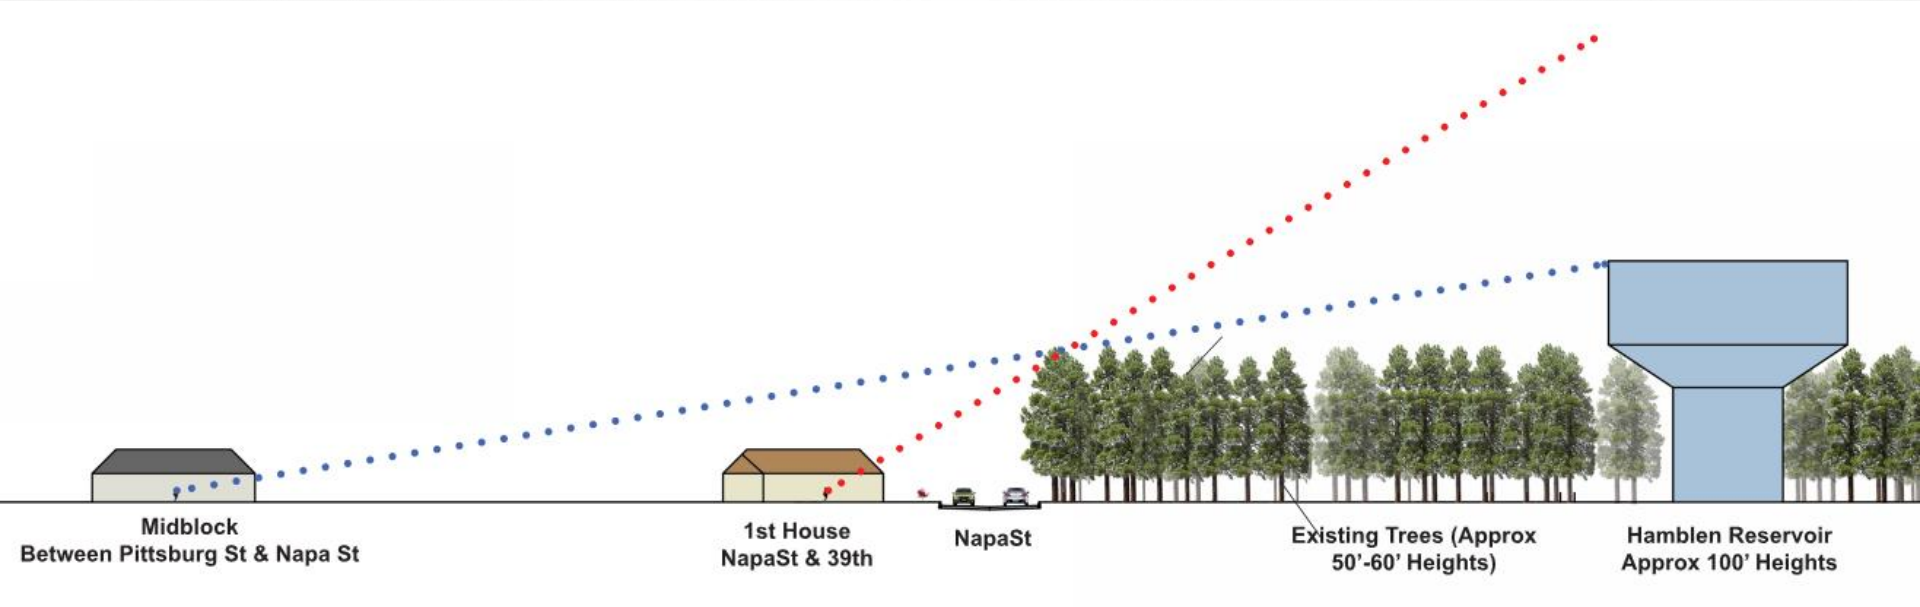 Midblock
Between Pittsburg St & Napa St
1st House
NapaSt & 39th
NapaSt
Existing Trees (Approx
50’-60’ Heights)
Hamblen Reservoir
Approx 100’ Heights